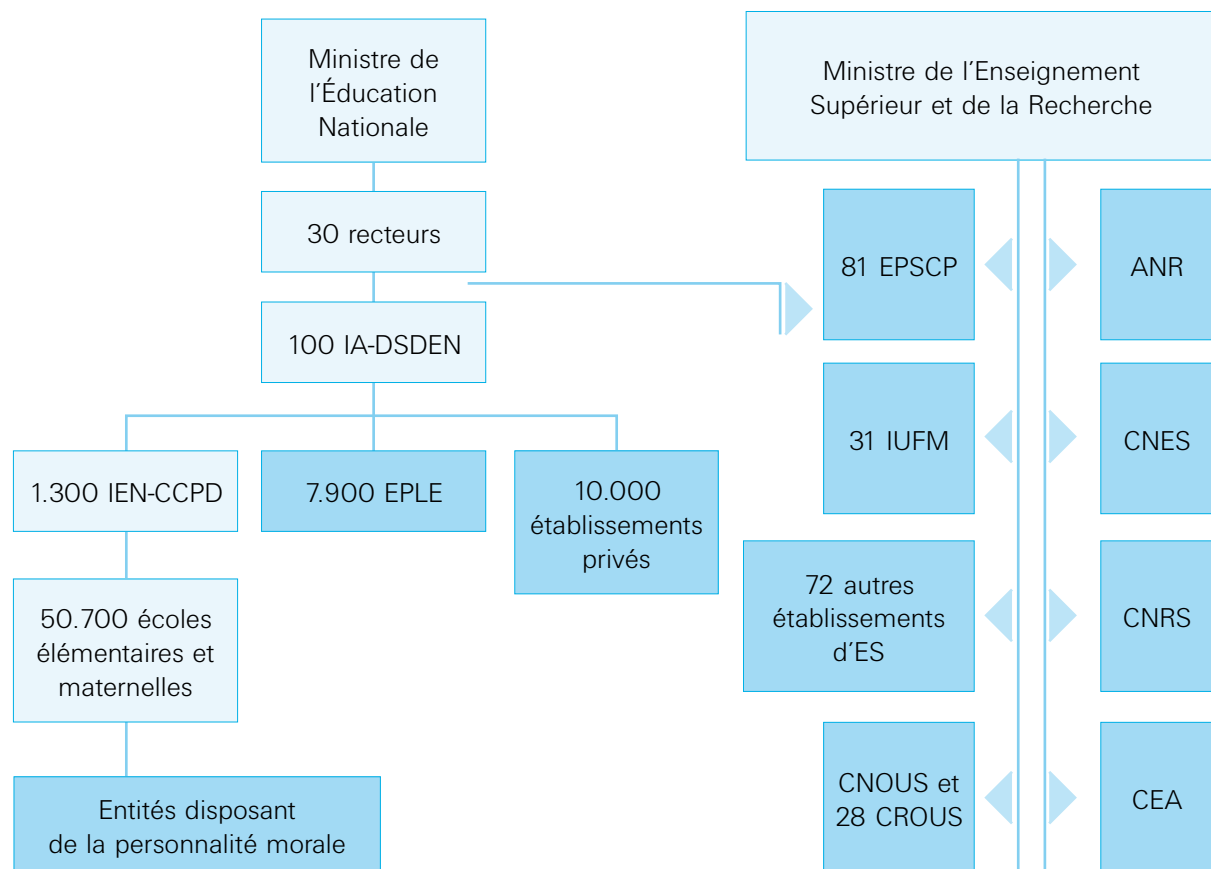 Ministre de
l'Éducation
Nationale
30 recteurs
100 IA-DSDEN
1.300 IEN-CCPD
7.900 EPLE
10.000
établissements
privés
50.700 écoles
élémentaires et
maternelles
Entités disposant
de la personnalité morale
Ministre de l'Enseignement
Supérieur et de la Recherche
81 EPSCP
ANR
31 IUFM
CNES
72 autres
établissements
d'ES
CNRS
CNOUS et
28 CROUS
CEA